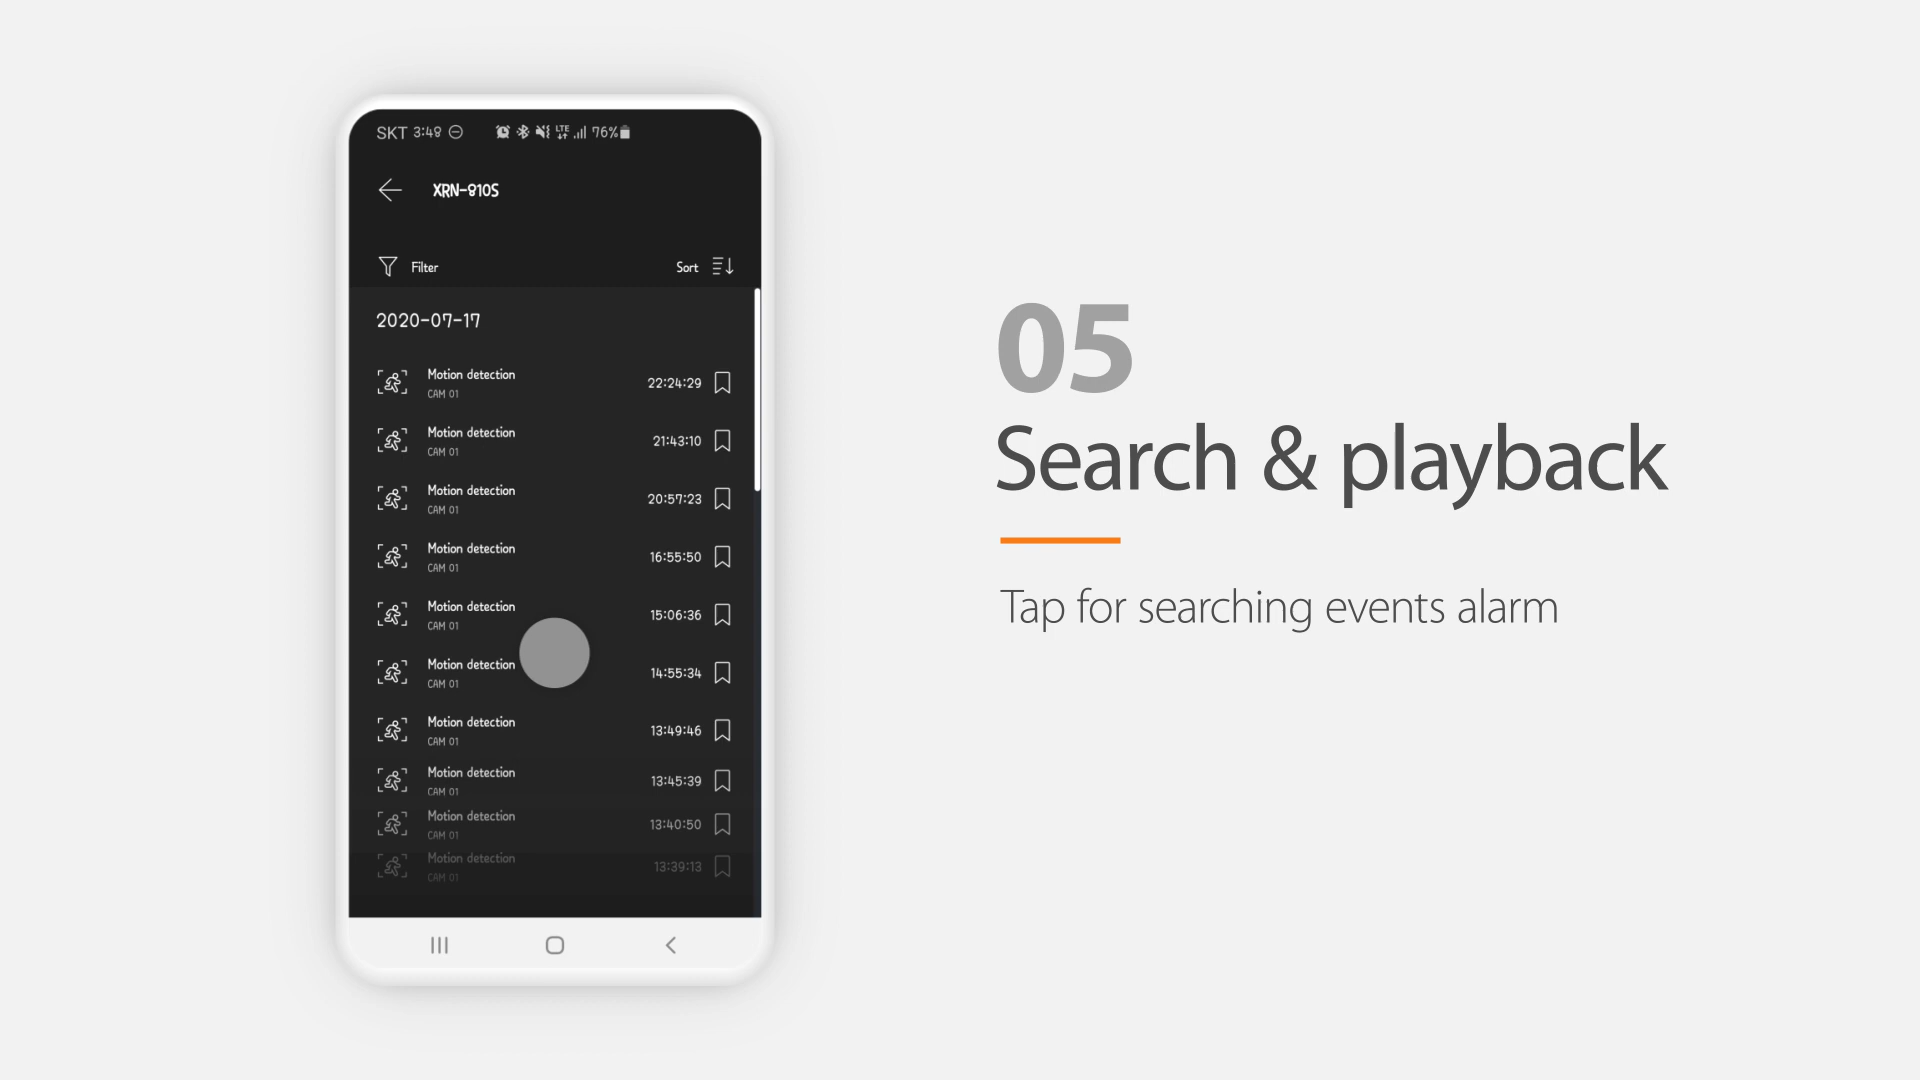 SKT 3:48
LTE
76%
XRN-810S
Filter
Sort
2020-07-17
Motion detection
CAM 01
22:24:29
Motion detection
CAM 01
21:43:10
Motion detection
CAM 01
20:57:23
Motion detection
CAM 01
16:55:50
Motion detection
CAM 01
15:06:36
Motion detection
CAM 01
14:55:34
Motion detection
CAM 01
13:49:46
Motion detection
CAM 01
13:45:39
Motion detection
CAM 01
13:40:50
Motion detection
CAM 01
13:39:13
05
Search & playback
Tap for searching events alarm